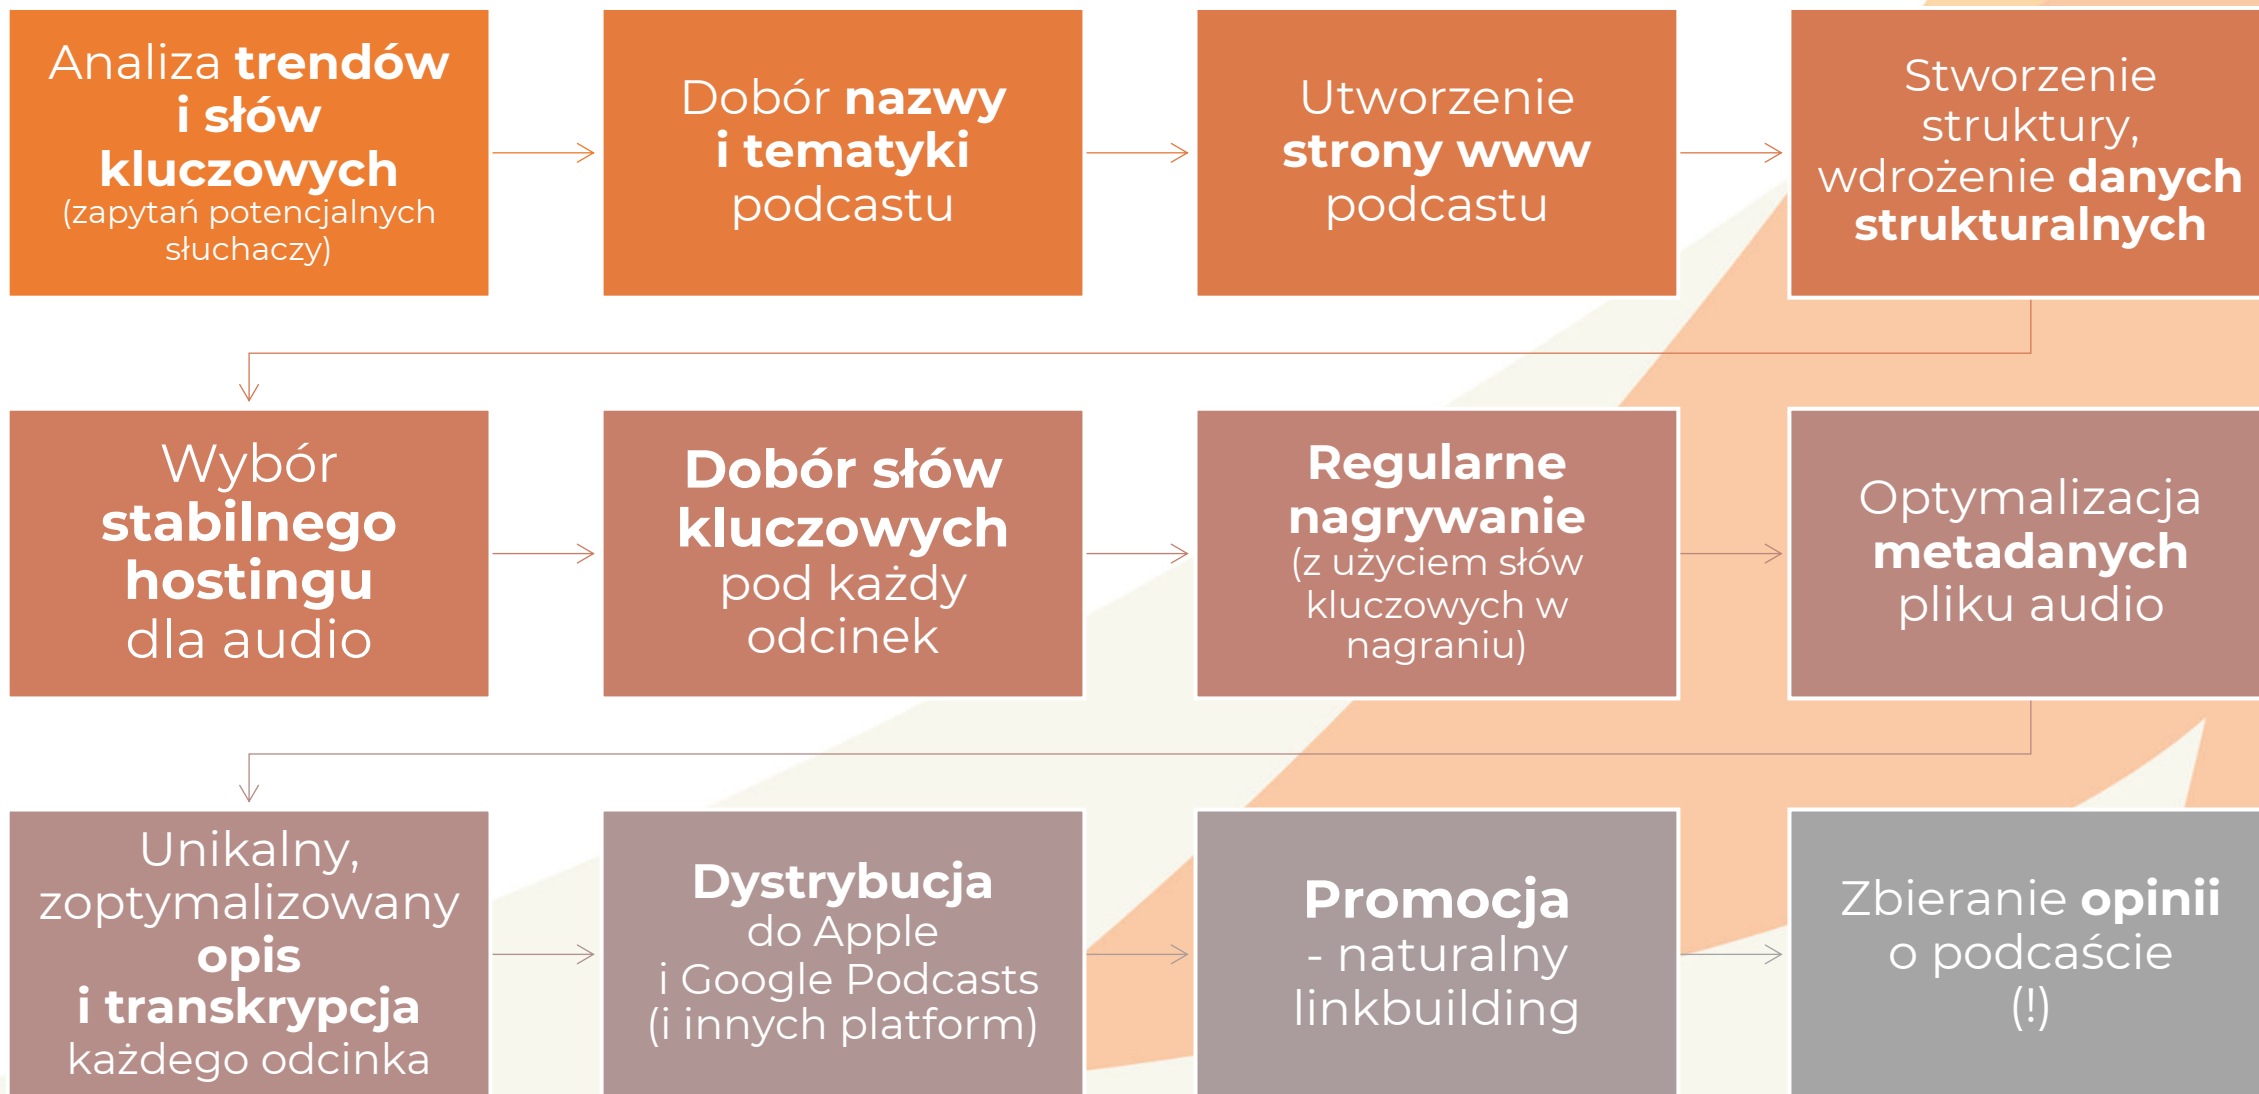 Analiza trendów
i słów
kluczowych
(zapytań potencjalnych
słuchaczy)
Dobór nazwy
i tematyki
podcastu
Utworzenie
strony www
podcastu
Stworzenie
struktury,
wdrożenie danych
strukturalnych
Wybór
stabilnego
hostingu
dla audio
Dobór słów
kluczowych
pod każdy
odcinek
Regularne
nagrywanie
(z użyciem słów
kluczowych w
nagraniu)
Optymalizacja
metadanych
pliku audio
Unikalny,
zoptymalizowany
opis
i transkrypcja
każdego odcinka
Dystrybucja
do Apple
i Google Podcasts
(i innych platform)
Promocja
- naturalny
linkbuilding
Zbieranie opinii
o podcaście
(!)